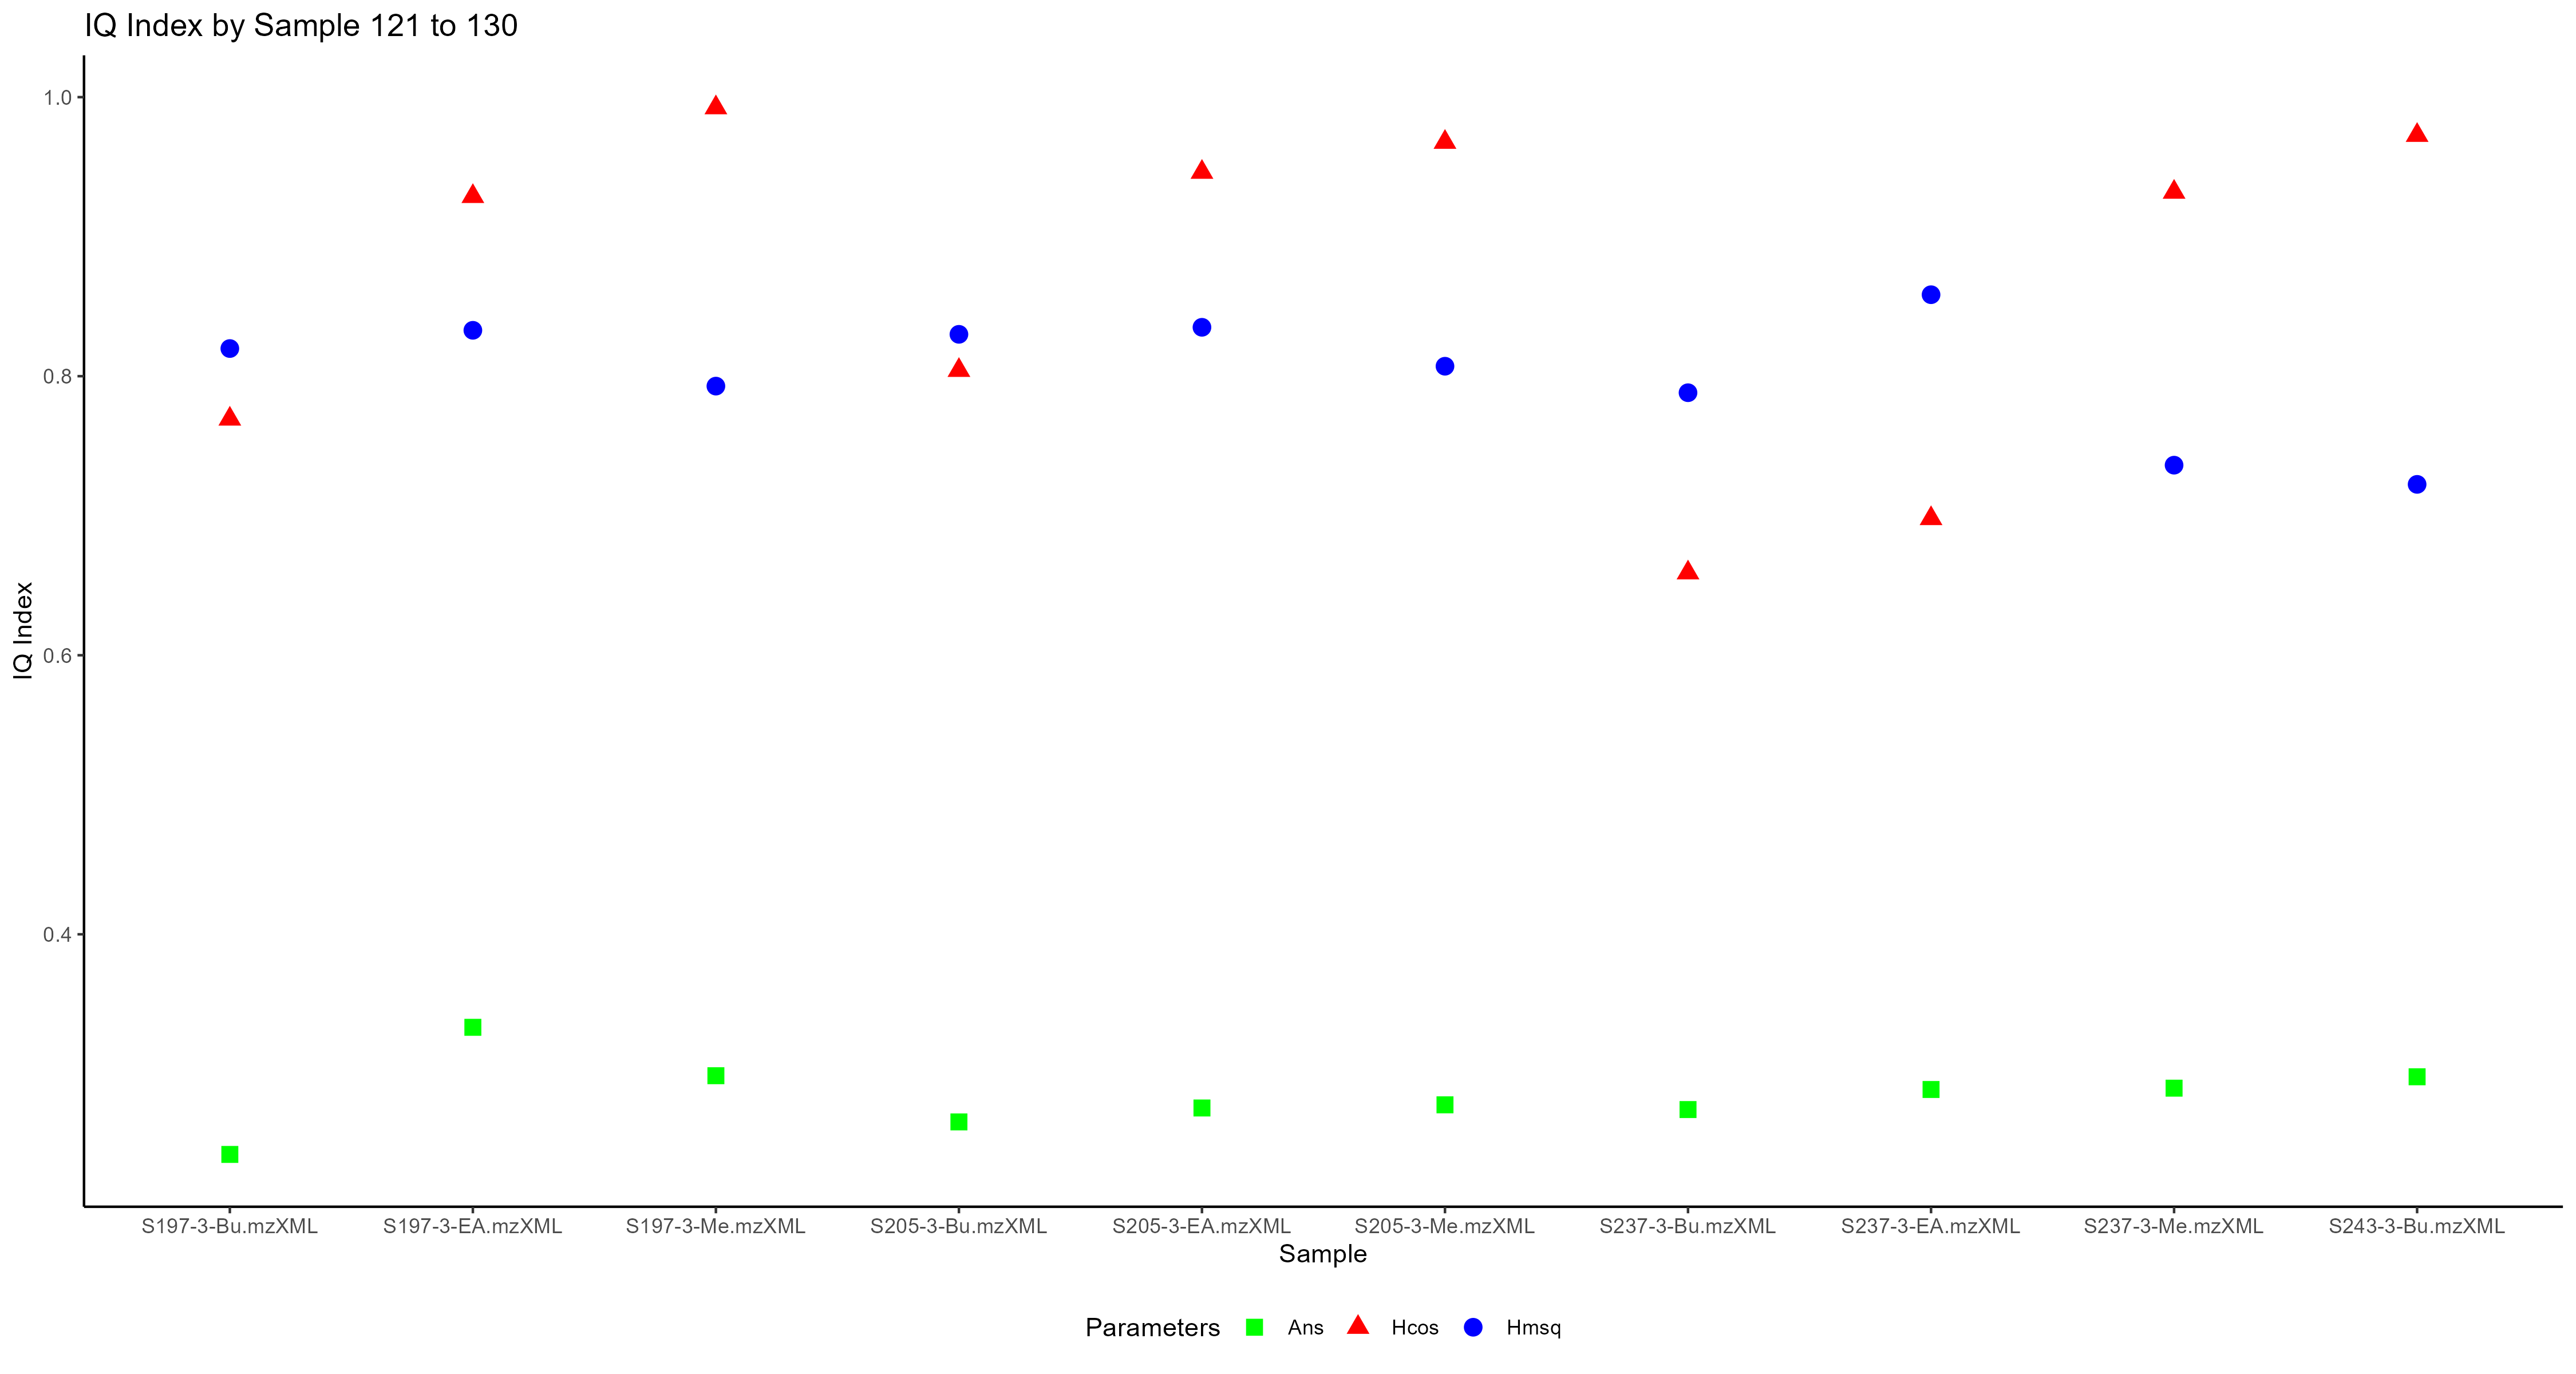 IQ Index by Sample 121 to 130
IQ Index
1.0
0.8
0.6
0.4
S197-3-Bu.mzXML S197-3-EA.mzXML S197-3-Me.mzXML S205-3-Bu.mzXML S205-3-EA.mzXML S205-3-Me.mzXML S237-3-Bu.mzXML S237-3-EA.mzXML S237-3-Me.mzXML S243-3-Bu.mzXML
Sample
Parameters Ans Hcos Hmsq